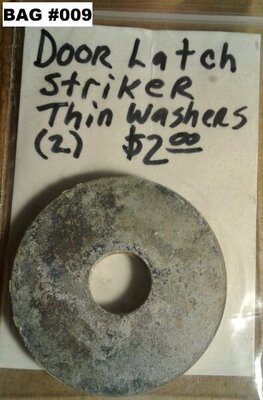 BAG #009
Door Latch
Striker
Thin Washers
(2) $2.00